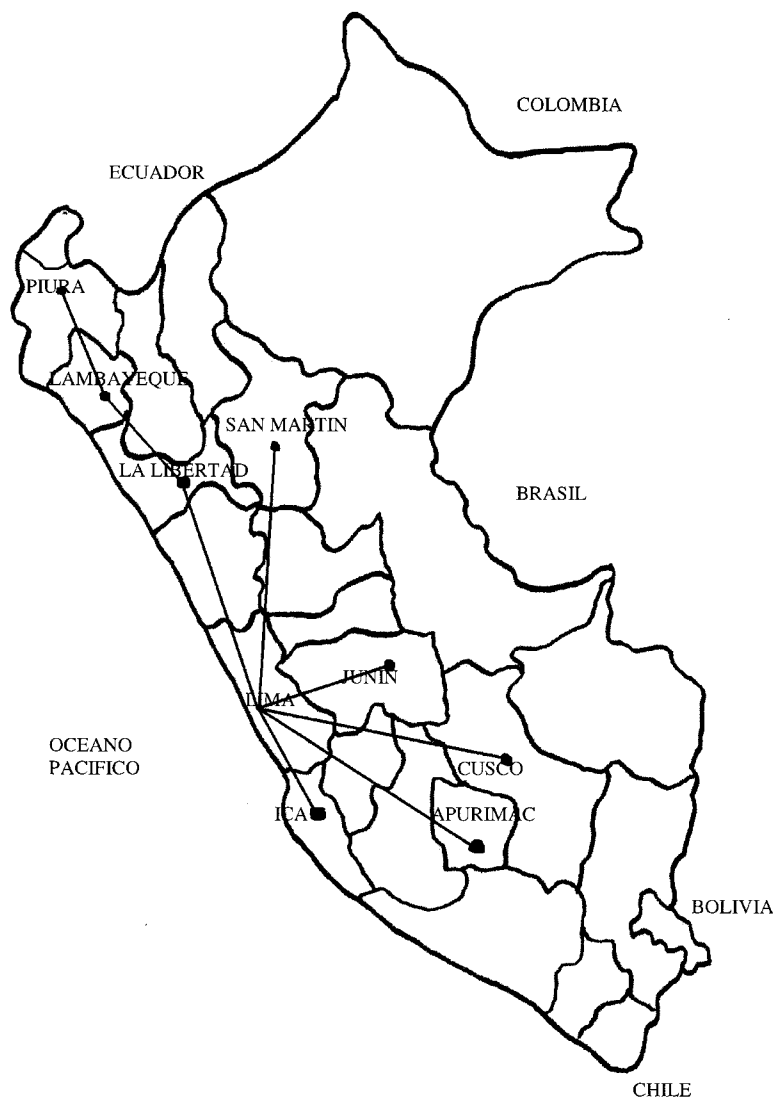 COLOMBIA
ECUADOR
PIURA
LAMBAYEQUE
SAN MARTIN
LA LIBERTAD
BRASIL
JUNIN
LIMA
OCEANO
PACIFICO
CUSCO
ICA
APURIMAC
BOLIVIA
CHILE